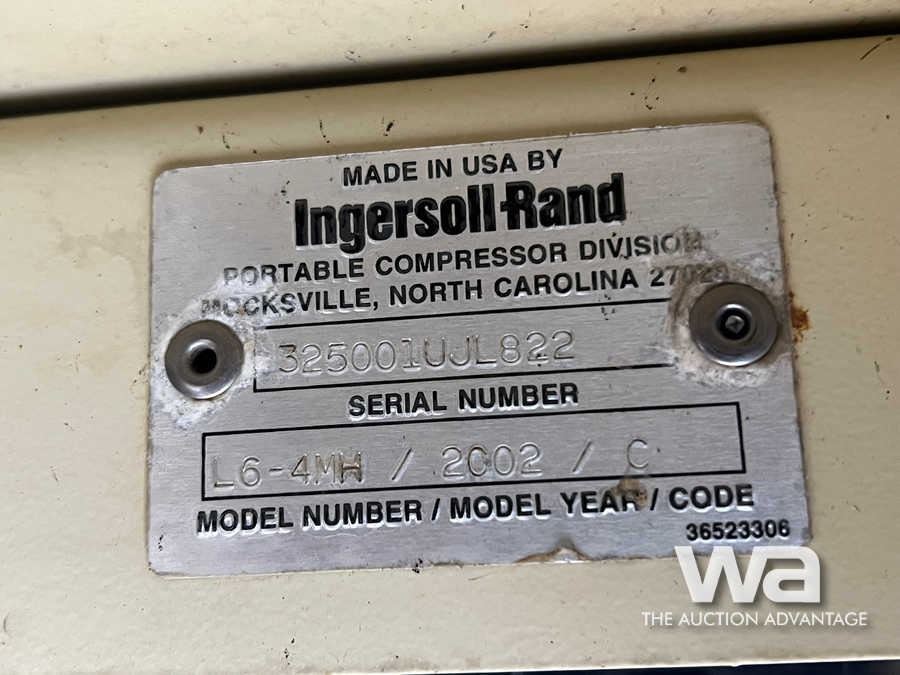 MADE IN USA BY
Ingersoll-Rand
PORTABLE COMPRESSOR DIVISION
MOCKSVILLE, NORTH CAROLINA 27028
325001UJL822
SERIAL NUMBER
L6-4MH / 2002 / C
MODEL NUMBER / MODEL YEAR / CODE
36523306
wa
THE AUCTION ADVANTAGE